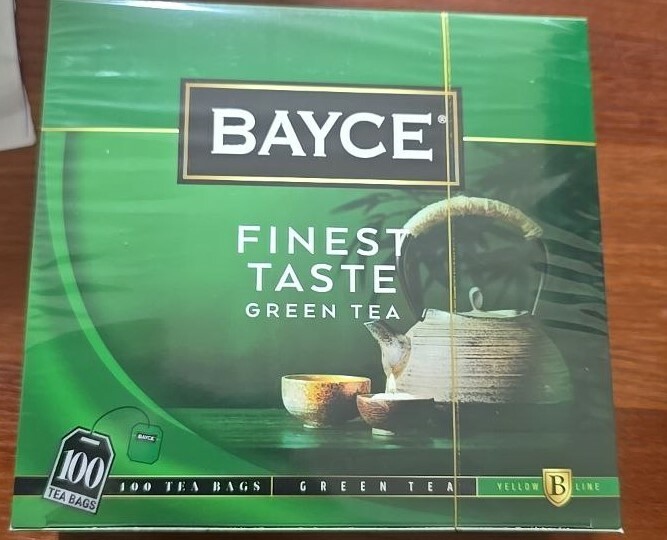 BAYCE®
FINEST
TASTE
GREEN TEA
BAYCE
100
TEA BAGS
100 TEA BAGS
GREEN TEA
YELLOW B LINE